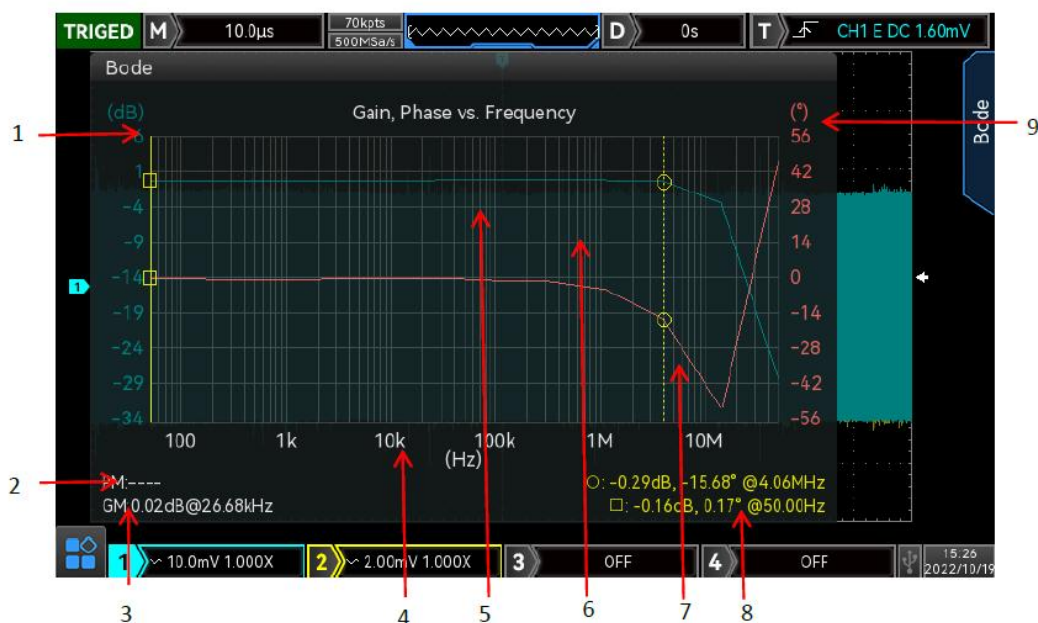 TRIGED M 10.0μs 70kpts 500MSa/s D 0s T CH1 E DC 1.60mV
Bode
Bode
(dB) Gain, Phase vs. Frequency (°)
1 6 56 9
1 42
-4 28
-9 14
1 -14 0
-19 -14
-24 -28
-29 -42
-34 -56
100 1k 10k 100k 1M 10M
(Hz)
2 PM:---- O: -0.29dB, -15.68° @4.06MHz
GM:0.02dB@26.68kHz □: -0.16dB, 0.17° @50.00Hz
1 ~ 10.0mV 1.000X 2 ~ 2.00mV 1.000X 3 OFF 4 OFF 15:26
2022/10/19
3 4 5 6 7 8